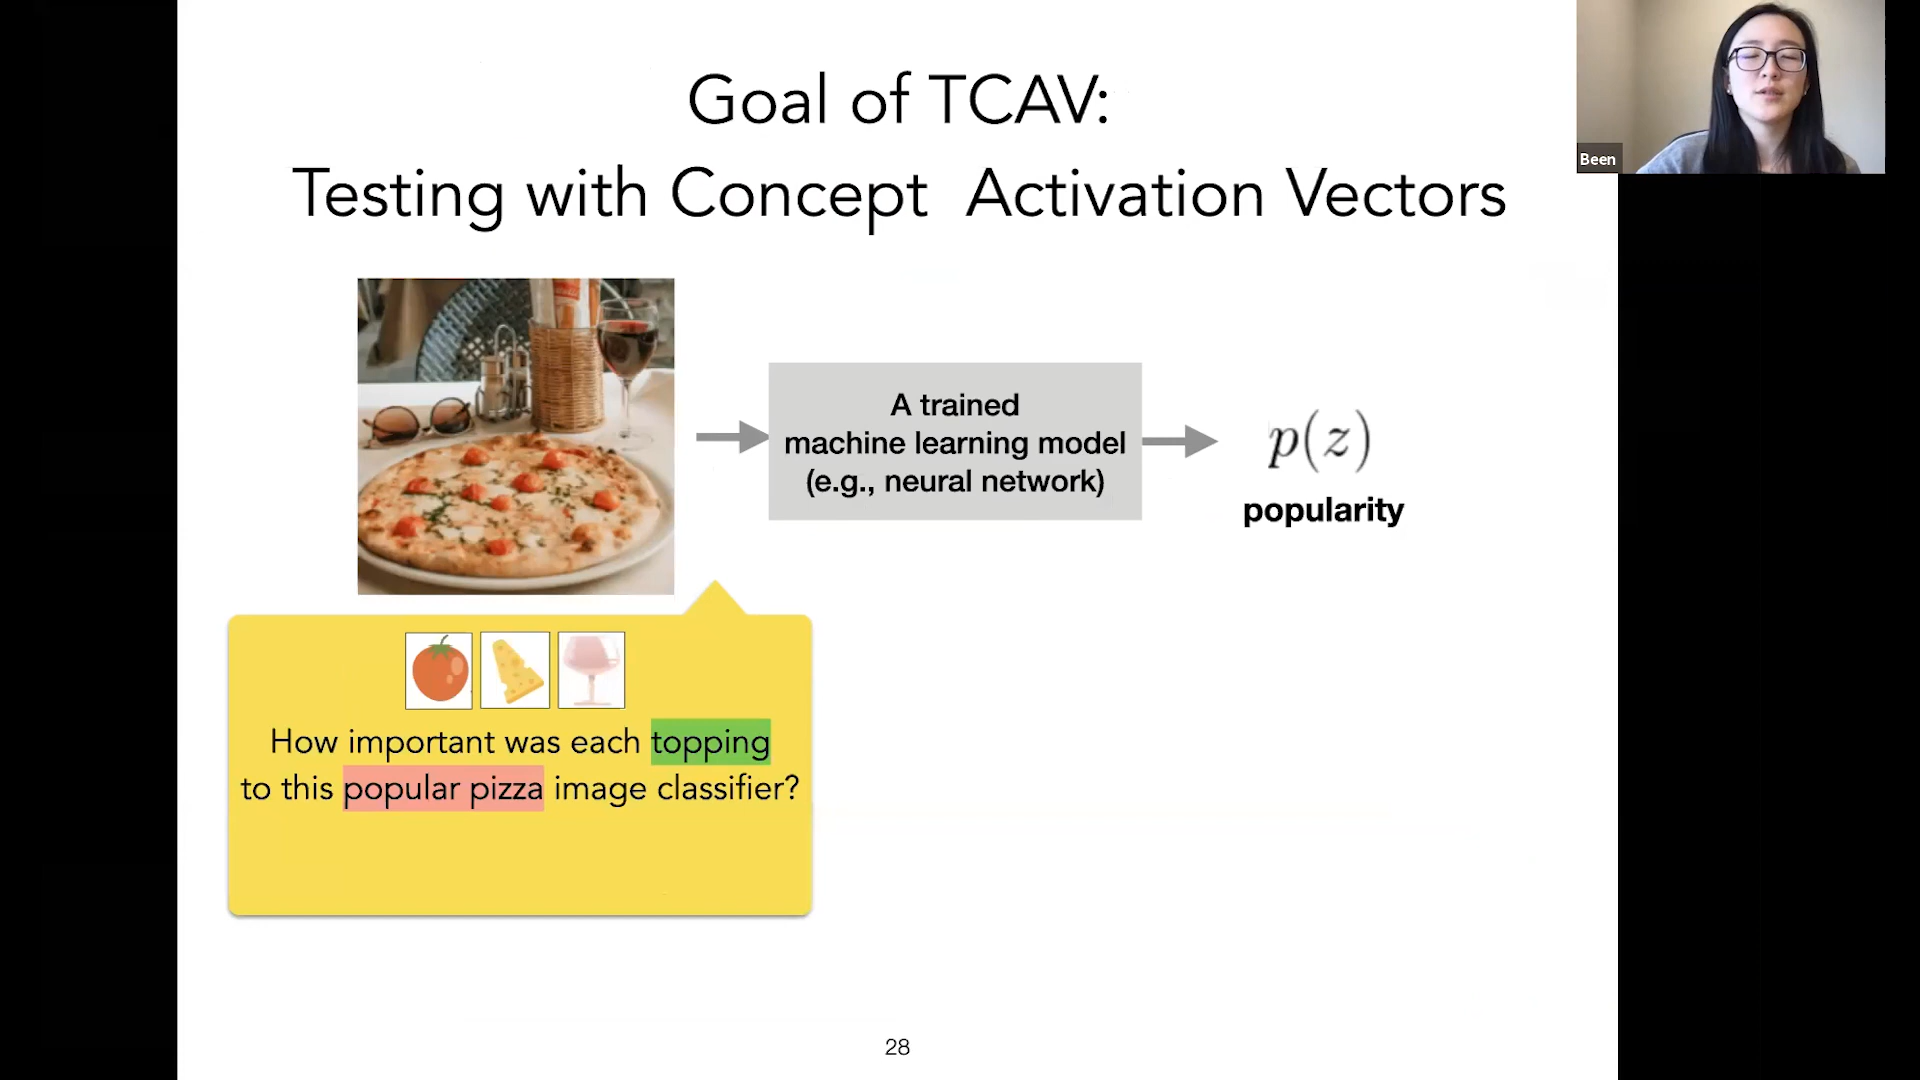 Goal of TCAV:
Testing with Concept Activation Vectors
Been
A trained
machine learning model
(e.g., neural network)
p(z)
popularity
How important was each topping
to this popular pizza image classifier?
28